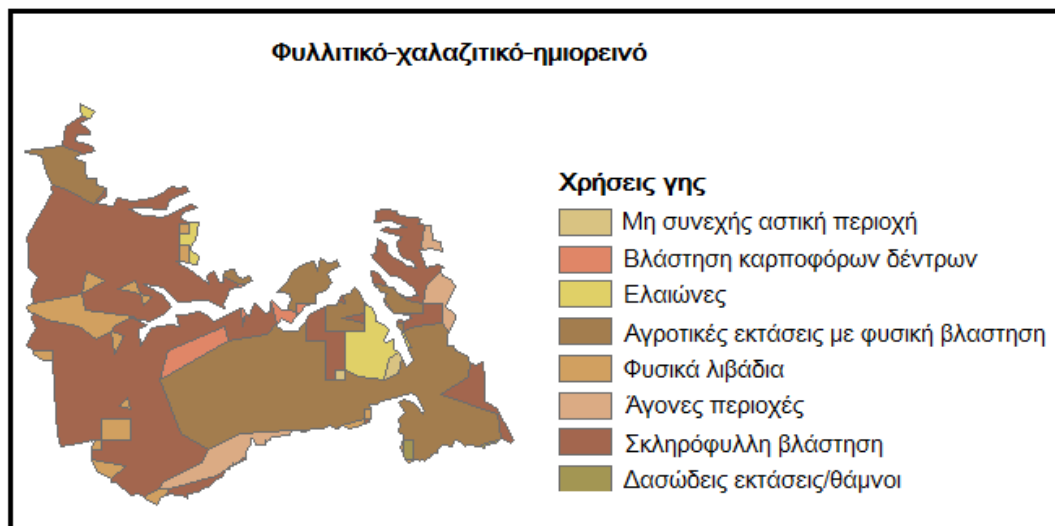 Φυλλιτικό-χαλαζιτικό-ημιορεινό
Χρήσεις γης
Μη συνεχής αστική περιοχή
Βλάστηση καρποφόρων δέντρων
Ελαιώνες
Αγροτικές εκτάσεις με φυσική βλαστηση
Φυσικά λιβάδια
Άγονες περιοχές
Σκληρόφυλλη βλάστηση
Δασώδεις εκτάσεις/θάμνοι